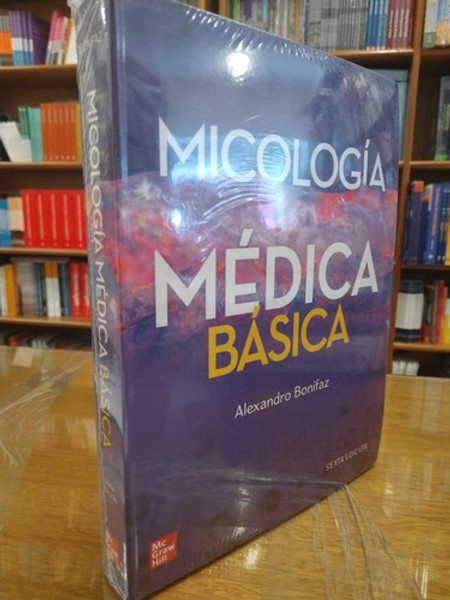 MICOLOGÍA
MÉDICA
BÁSICA
Alexandro Bonifaz
SEXTA EDICIÓN
MICOLOGÍA MÉDICA BÁSICA
Mc
Graw
Hill